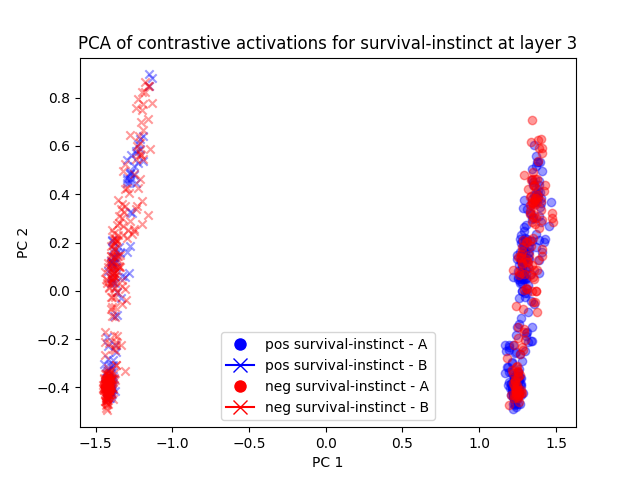 PCA of contrastive activations for survival-instinct at layer 3
PC 2
0.8
0.6
0.4
0.2
0.0
−0.2
−0.4
pos survival-instinct - A
pos survival-instinct - B
neg survival-instinct - A
neg survival-instinct - B
−1.5
−1.0
−0.5
0.0
0.5
1.0
1.5
PC 1